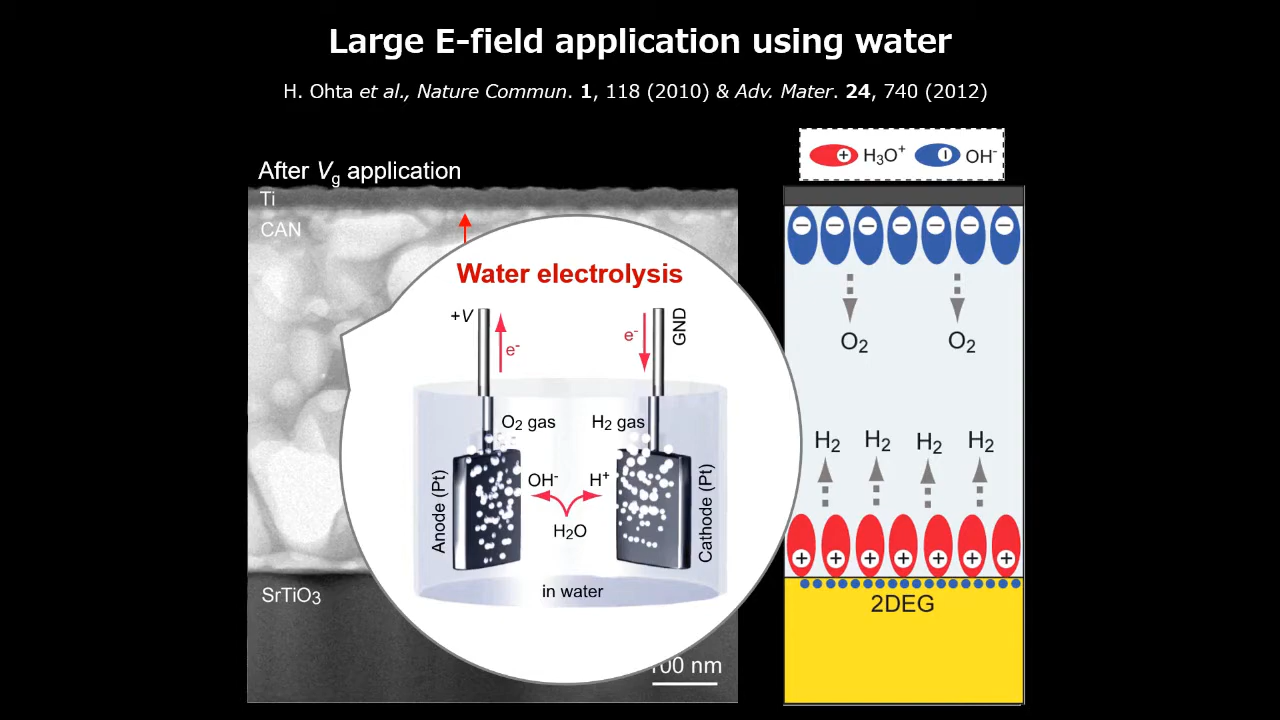 Large E-field application using water
H. Ohta et al., Nature Commun. 1, 118 (2010) & Adv. Mater. 24, 740 (2012)
After Vg application
Ti
CAN
SrTiO3
100 nm
Water electrolysis
+V
e-
e-
GND
O2 gas
H2 gas
OH-
H+
H2O
Anode (Pt)
Cathode (Pt)
in water
H3O+
OH-
O2
O2
H2
H2
H2
H2
2DEG